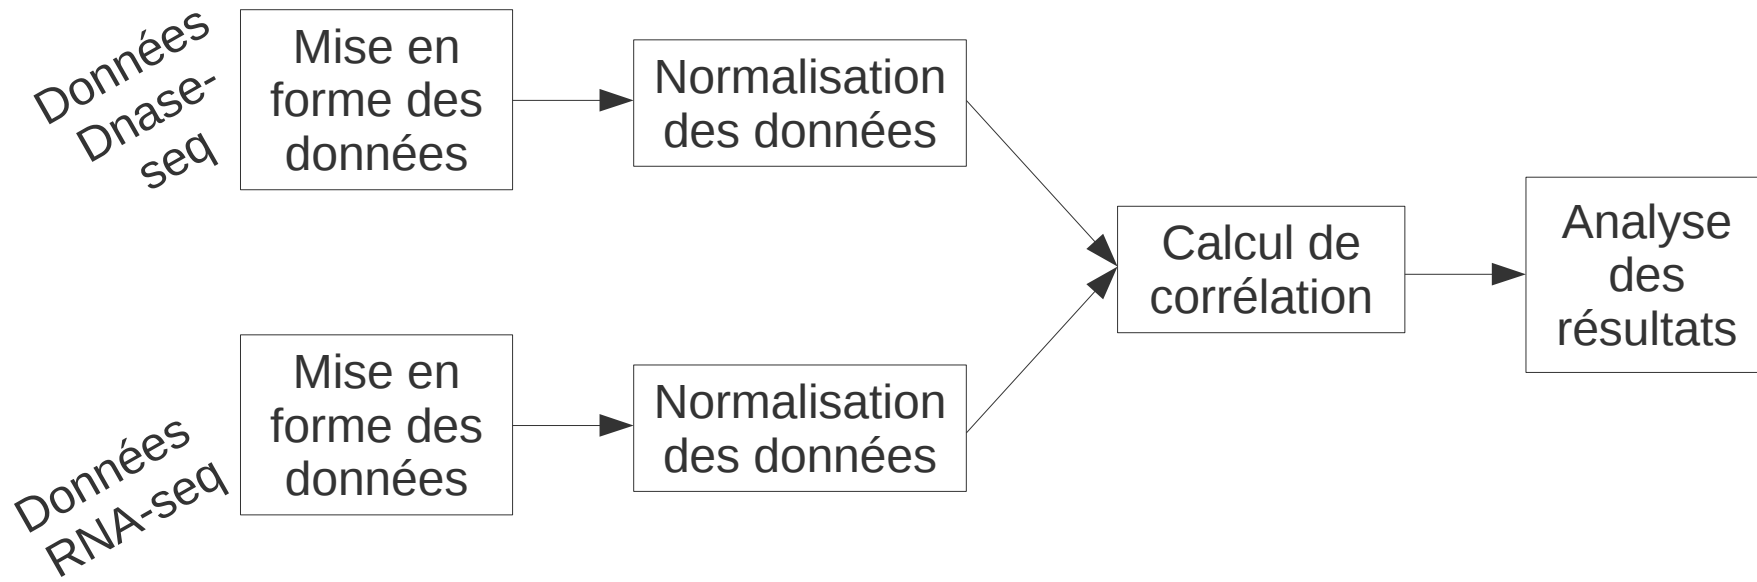 Données
Dnase-
seq
Mise en
forme des
données
Normalisation
des données
Calcul de
corrélation
Analyse
des
résultats
Données
RNA-seq
Mise en
forme des
données
Normalisation
des données